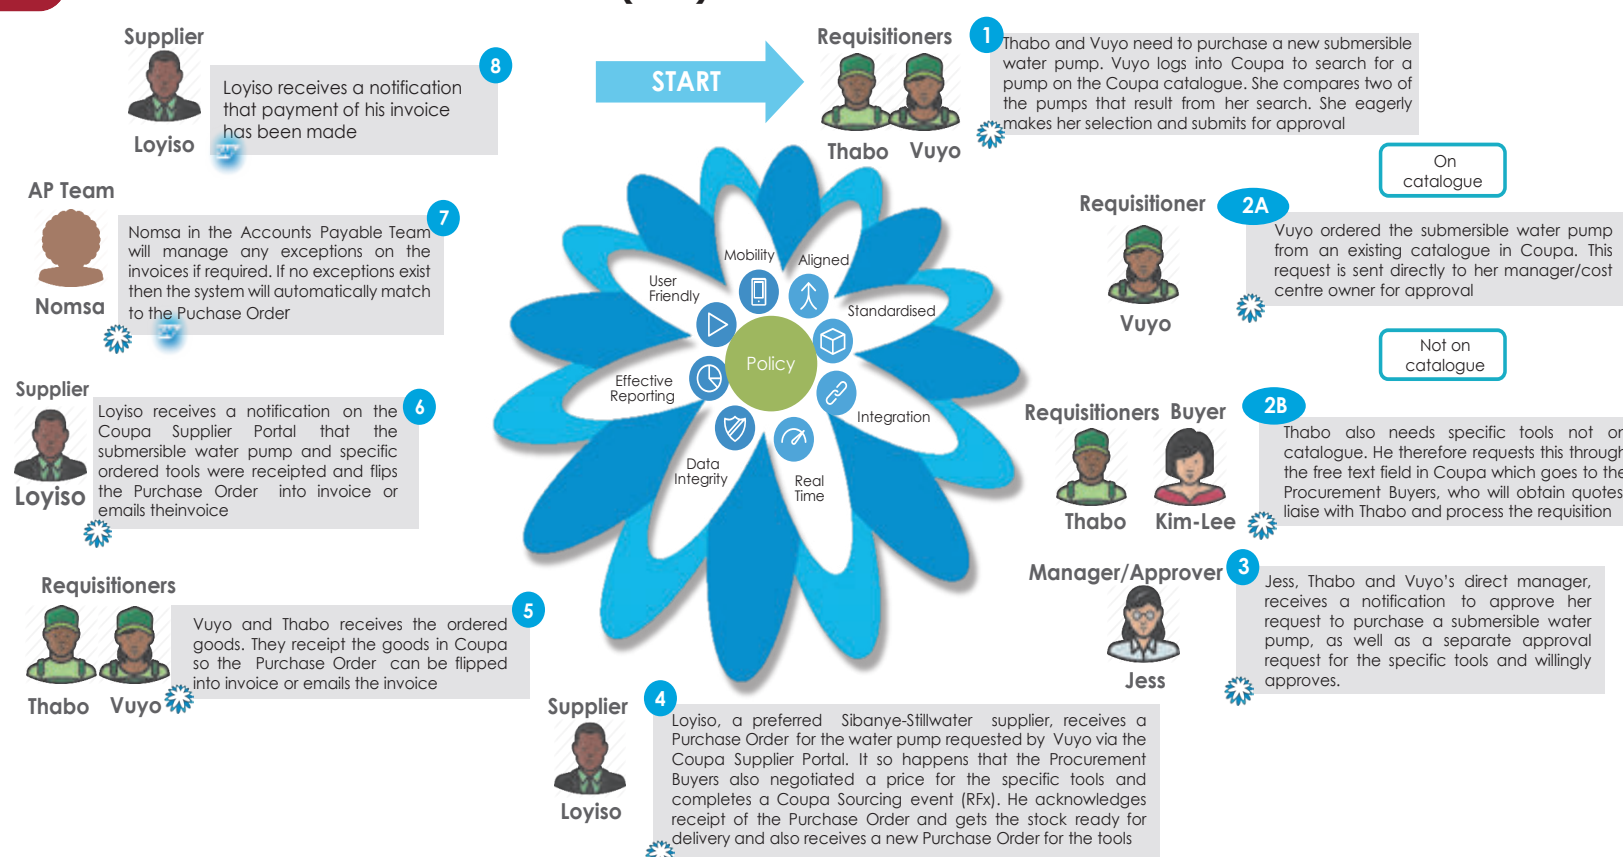 START
Requisitioners
Thabo Vuyo
1
Thabo and Vuyo need to purchase a new submersible
water pump. Vuyo logs into Coupa to search for a
pump on the Coupa catalogue. She compares two of
the pumps that result from her search. She eagerly
makes her selection and submits for approval
On
catalogue
Requisitioner
Vuyo
2A
Vuyo ordered the submersible water pump
from an existing catalogue in Coupa. This
request is sent directly to her manager/cost
centre owner for approval
Not on
catalogue
Requisitioners Buyer
Thabo Kim-Lee
2B
Thabo also needs specific tools not on
catalogue. He therefore requests this through
the free text field in Coupa which goes to the
Procurement Buyers, who will obtain quotes
liaise with Thabo and process the requisition
Manager/Approver
Jess
3
Jess, Thabo and Vuyo's direct manager,
receives a notification to approve her
request to purchase a submersible water
pump, as well as a separate approval
request for the specific tools and willingly
approves.
Supplier
Loyiso
4
Loyiso, a preferred Sibanye-Stillwater supplier, receives a
Purchase Order for the water pump requested by Vuyo via the
Coupa Supplier Portal. It so happens that the Procurement
Buyers also negotiated a price for the specific tools and
completes a Coupa Sourcing event (RFx). He acknowledges
receipt of the Purchase Order and gets the stock ready for
delivery and also receives a new Purchase Order for the tools
Requisitioners
Thabo Vuyo
5
Vuyo and Thabo receives the ordered
goods. They receipt the goods in Coupa
so the Purchase Order can be flipped
into invoice or emails the invoice
Supplier
Loyiso
6
Loyiso receives a notification on the
Coupa Supplier Portal that the
submersible water pump and specific
ordered tools were receipted and flips
the Purchase Order into invoice or
emails theinvoice
AP Team
Nomsa
7
Nomsa in the Accounts Payable Team
will manage any exceptions on the
invoices if required. If no exceptions exist
then the system will automatically match
to the Puchase Order
Supplier
Loyiso
8
Loyiso receives a notification
that payment of his invoice
has been made
Policy
Mobility
Aligned
Standardised
Integration
Real
Time
Data
Integrity
Effective
Reporting
User
Friendly